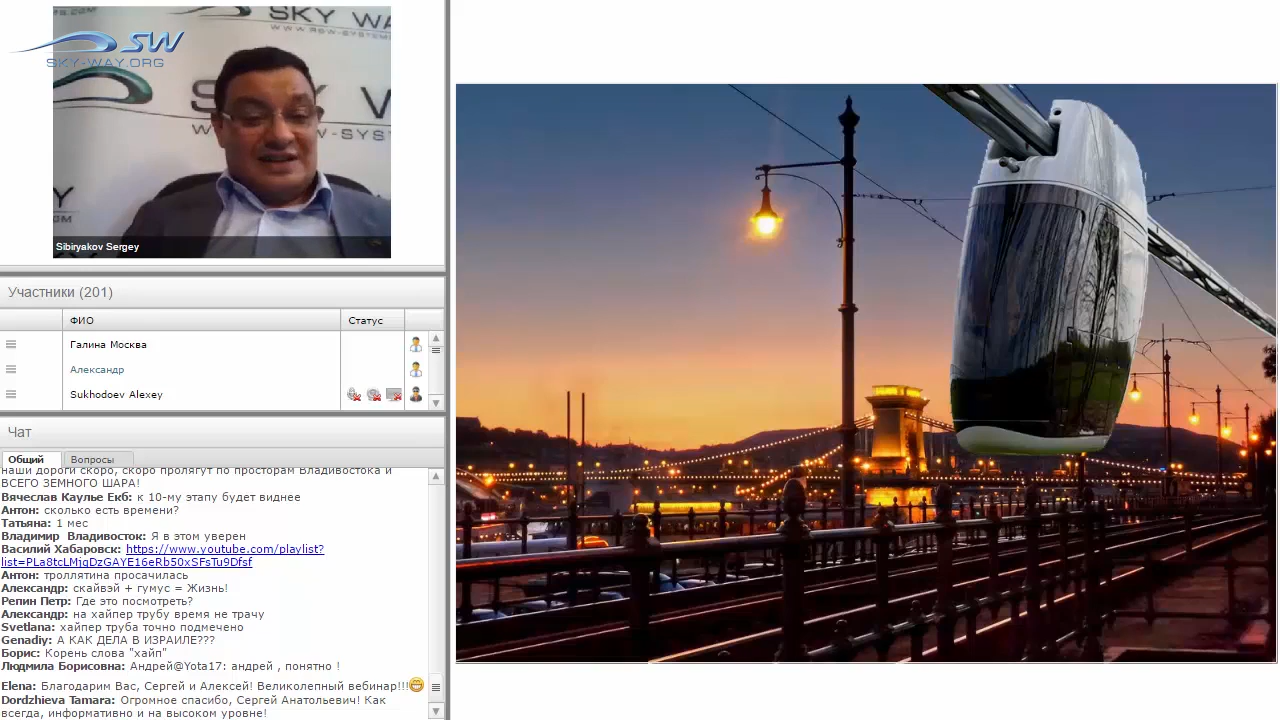 SKY WAY
WWW.RSW-SYSTEMS
SW
SKY-WAY.ORG
SKY W
W.RSW-SYSTEM
Y
Sibiryakov Sergey
Участники (201)
ФИО
Статус
Галина Москва
Александр
Sukhodoev Alexey
Чат
Общий
Вопросы
наши дороги скоро, скоро пролягут по просторам Владивостока и
ВСЕГО ЗЕМНОГО ШАРА!
Вячеслав Каулье Екб: к 10-му этапу будет виднее
Антон: сколько есть времени?
Татьяна: 1 мес
Владимир Владивосток: Я в этом уверен
Василий Хабаровск: https://www.youtube.com/playlist?
list=PLa8tcLMjqDzGAYE16eRb50xSFsTu9Dfsf
Антон: троллятина просачилась
Александр: скайвэй + гумус = Жизнь!
Репин Петр: Где это посмотреть?
Александр: на хайпер трубу время не трачу
Svetlana: хайпер труба точно подмечено
Genadiy: А КАК ДЕЛА В ИЗРАИЛЕ???
Борис: Корень слова "хайп"
Людмила Борисовна: Андрей@Yota17: андрей , понятно !
Elena: Благодарим Вас, Сергей и Алексей! Великолепный вебинар!!!
Dordzhieva Tamara: Огромное спасибо, Сергей Анатольевич! Как
всегда, информативно и на высоком уровне!